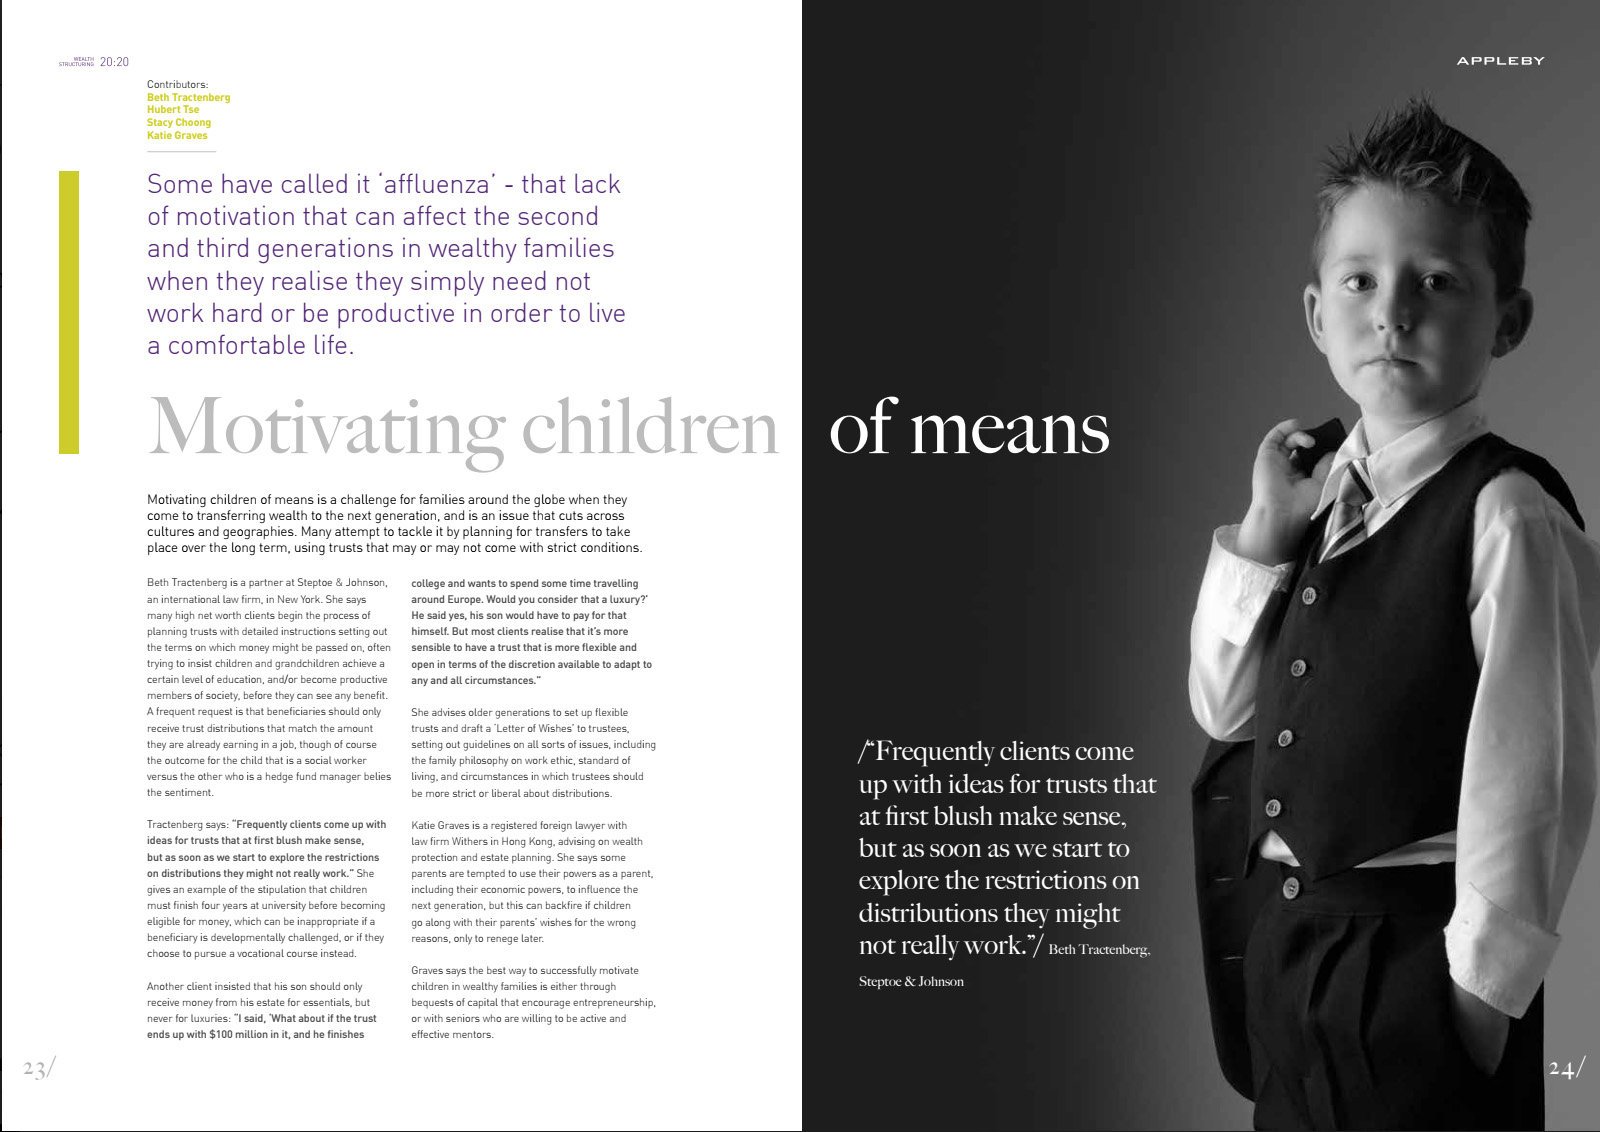 WEALTH
STRUCTURING 20:20
APPLEBY
Contributors:
Beth Tractenberg
Hubert Tse
Stacy Choong
Katie Graves
Some have called it ‘affluenza’ - that lack
of motivation that can affect the second
and third generations in wealthy families
when they realise they simply need not
work hard or be productive in order to live
a comfortable life.
Motivating children of means
Motivating children of means is a challenge for families around the globe when they
come to transferring wealth to the next generation, and is an issue that cuts across
cultures and geographies. Many attempt to tackle it by planning for transfers to take
place over the long term, using trusts that may or may not come with strict conditions.
Beth Tractenberg is a partner at Steptoe & Johnson,
an international law firm, in New York. She says
many high net worth clients begin the process of
planning trusts with detailed instructions setting out
the terms on which money might be passed on, often
trying to insist children and grandchildren achieve a
certain level of education, and/or become productive
members of society, before they can see any benefit.
A frequent request is that beneficiaries should only
receive trust distributions that match the amount
they are already earning in a job, though of course
the outcome for the child that is a social worker
versus the other who is a hedge fund manager belies
the sentiment.
Tractenberg says: “Frequently clients come up with
ideas for trusts that at first blush make sense,
but as soon as we start to explore the restrictions
on distributions they might not really work.” She
gives an example of the stipulation that children
must finish four years at university before becoming
eligible for money, which can be inappropriate if a
beneficiary is developmentally challenged, or if they
choose to pursue a vocational course instead.
Another client insisted that his son should only
receive money from his estate for essentials, but
never for luxuries: “I said, ‘What about if the trust
ends up with $100 million in it, and he finishes
college and wants to spend some time travelling
around Europe. Would you consider that a luxury?’
He said yes, his son would have to pay for that
himself. But most clients realise that it’s more
sensible to have a trust that is more flexible and
open in terms of the discretion available to adapt to
any and all circumstances.”
She advises older generations to set up flexible
trusts and draft a ‘Letter of Wishes’ to trustees,
setting out guidelines on all sorts of issues, including
the family philosophy on work ethic, standard of
living, and circumstances in which trustees should
be more strict or liberal about distributions.
Katie Graves is a registered foreign lawyer with
law firm Withers in Hong Kong, advising on wealth
protection and estate planning. She says some
parents are tempted to use their powers as a parent,
including their economic powers, to influence the
next generation, but this can backfire if children
go along with their parents’ wishes for the wrong
reasons, only to renege later.
Graves says the best way to successfully motivate
children in wealthy families is either through
bequests of capital that encourage entrepreneurship,
or with seniors who are willing to be active and
effective mentors.
/“Frequently clients come
up with ideas for trusts that
at first blush make sense,
but as soon as we start to
explore the restrictions on
distributions they might
not really work.”/ Beth Tractenberg,
Steptoe & Johnson
23/
24/